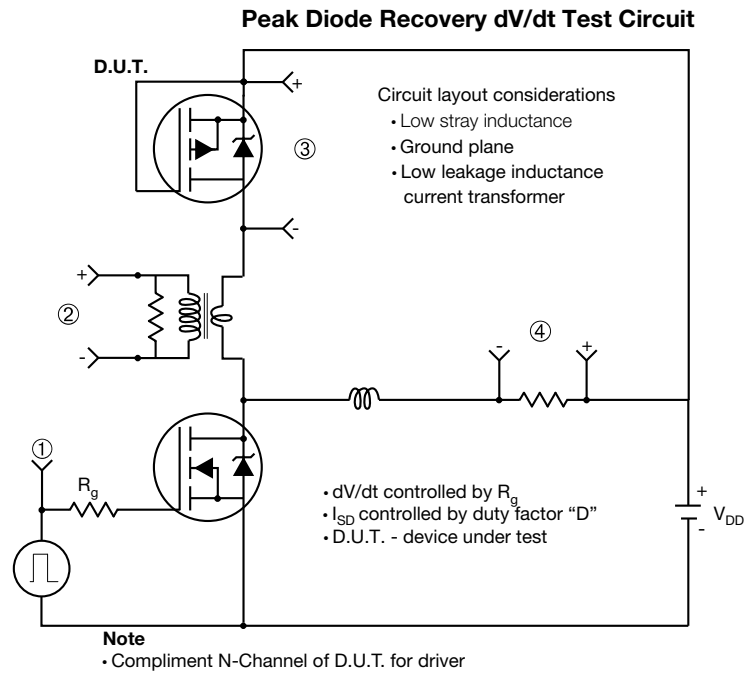 Peak Diode Recovery dV/dt Test Circuit
D.U.T.
+
Circuit layout considerations
• Low stray inductance
③
• Ground plane
• Low leakage inductance
current transformer
-
+
②
-
④
-
+
①
Rg
• dV/dt controlled by Rg
• ISD controlled by duty factor “D”
• D.U.T. - device under test
+
VDD
-
Note
• Compliment N-Channel of D.U.T. for driver